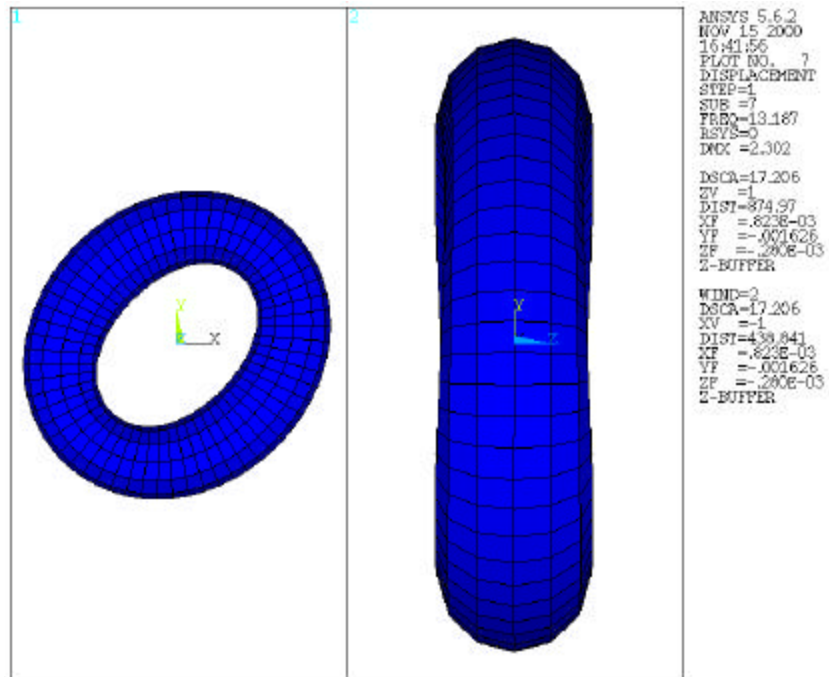 1
2
Y
Z
X
Y
Z
ANSYS 5.6.2
NOV 15 2000
16:41:56
PLOT NO. 7
DISPLACEMENT
STEP=1
SUB =7
FREQ=13.187
RSYS=0
DMX =2.302
DSCA=17.206
ZV =1
DIST=874.97
XF =.823E-03
YF =-.001626
ZF =-.280E-03
Z-BUFFER
WIND=2
DSCA=17.206
XV =-1
DIST=438.841
XF =.823E-03
YF =-.001626
ZF =-.280E-03
Z-BUFFER